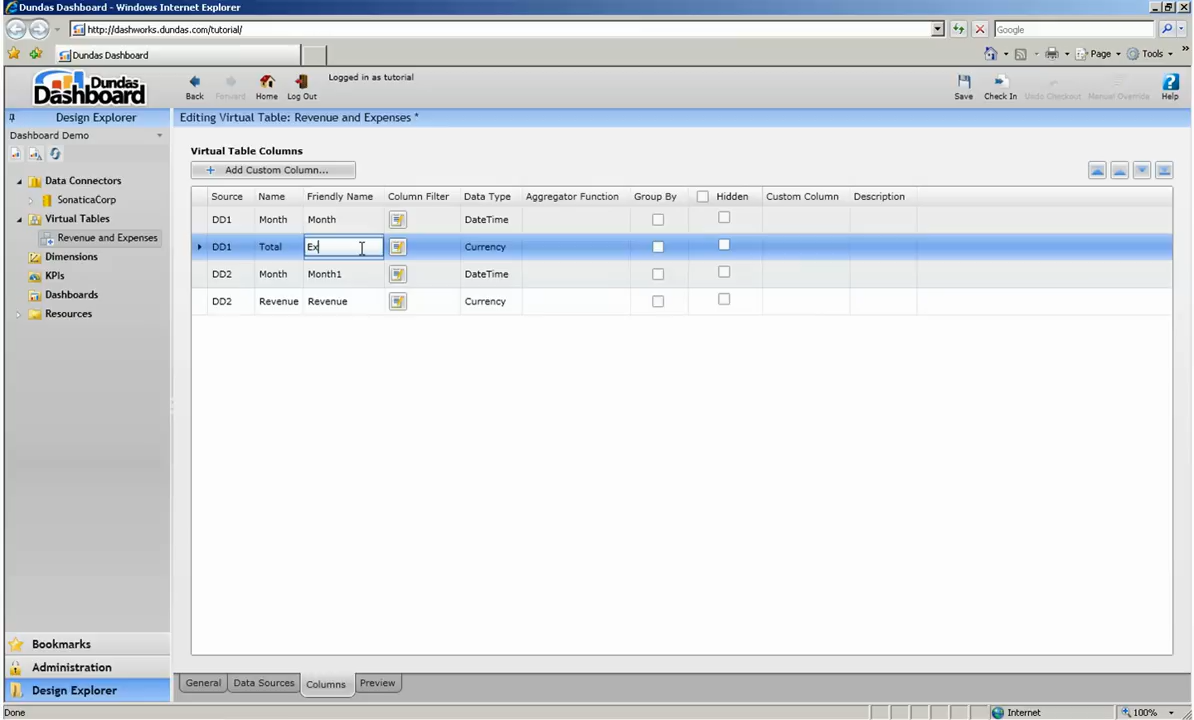 Dundas Dashboard - Windows Internet Explorer
http://dashworks.dundas.com/tutorial/
Google
Dundas Dashboard
Page
Tools
Dundas
Dashboard
Back
Forward
Home
Log Out
Logged in as tutorial
Save
Check In
Undo Checkout
Manual Override
Help
Design Explorer
Editing Virtual Table: Revenue and Expenses *
Dashboard Demo
Data Connectors
SonaticaCorp
Virtual Tables
Revenue and Expenses
Dimensions
KPIs
Dashboards
Resources
Virtual Table Columns
+ Add Custom Column...
Source Name Friendly Name Column Filter Data Type Aggregator Function Group By Hidden Custom Column Description
DD1 Month Month DateTime
DD1 Total Ex Currency
DD2 Month Month1 DateTime
DD2 Revenue Revenue Currency
Bookmarks
Administration
Design Explorer
General Data Sources Columns Preview
Done
Internet
100%